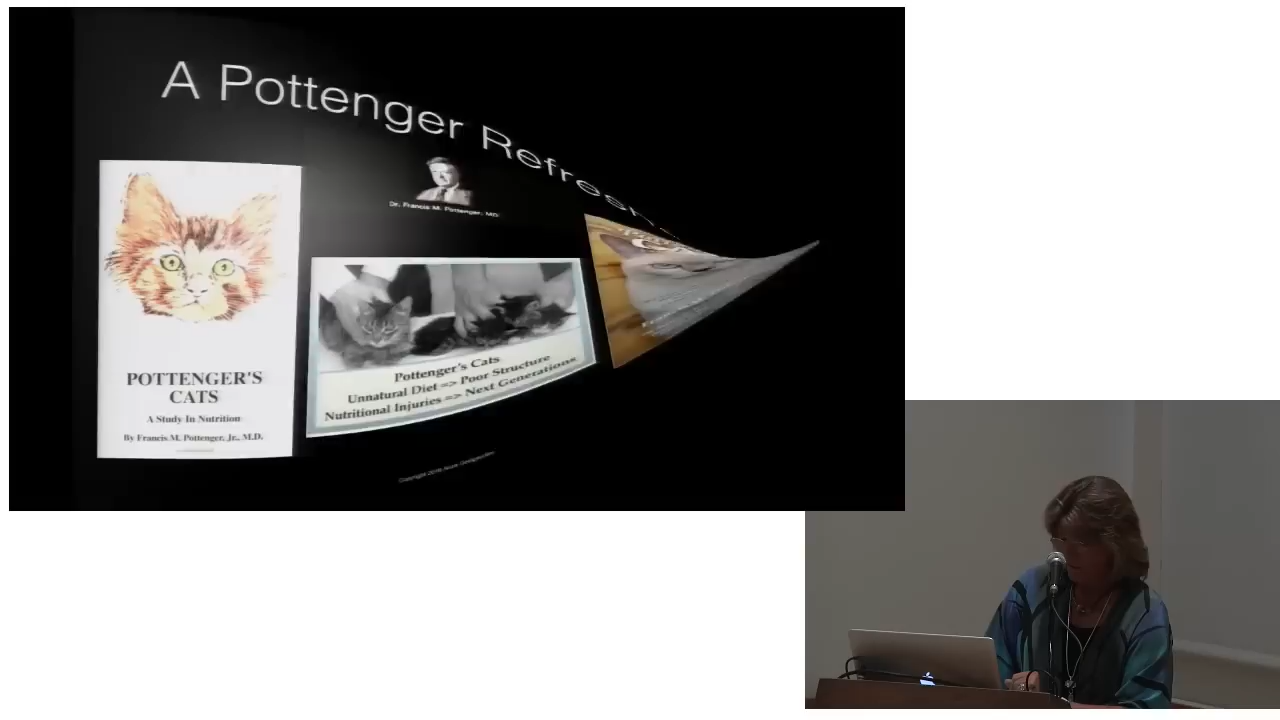 A Pottenger Refresh
Dr. Francis M. Pottenger, MD
POTTENGER'S
CATS
A Study In Nutrition
By Francis M. Pottenger, Jr., M.D.
Pottenger's Cats
Unnatural Diet => Poor Structure
Nutritional Injuries => Next Generations